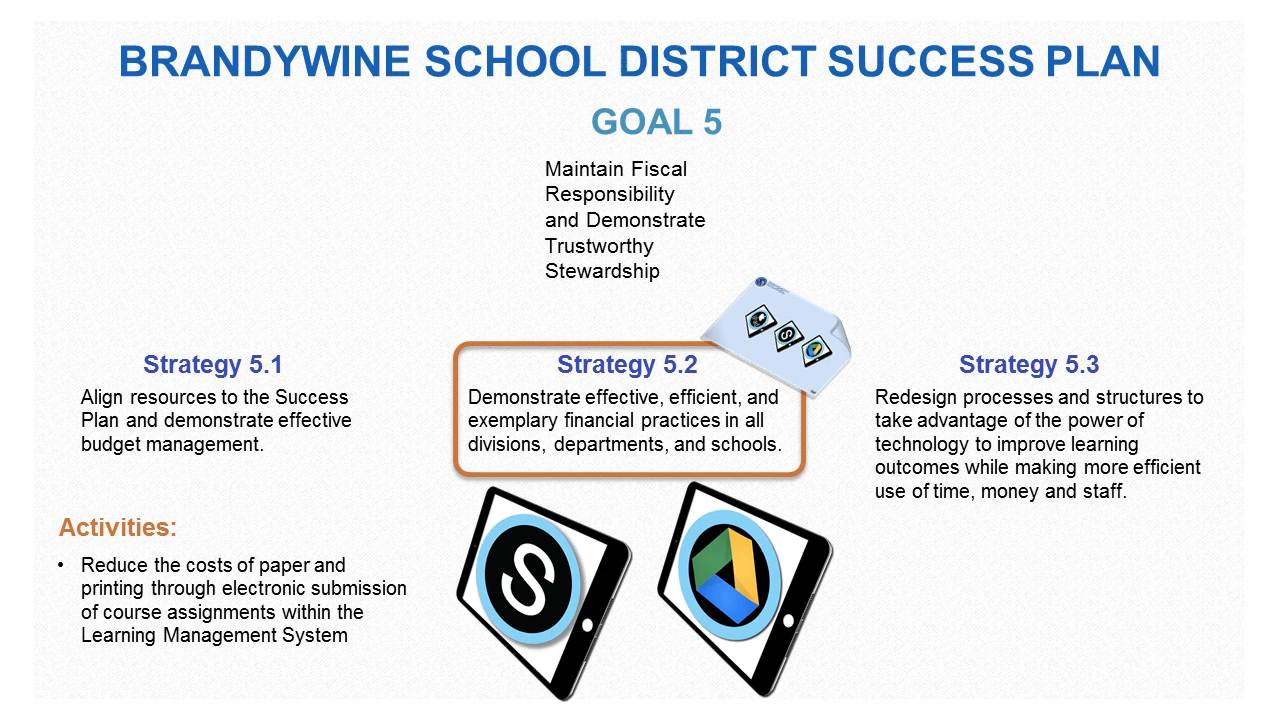 BRANDYWINE SCHOOL DISTRICT SUCCESS PLAN
GOAL 5
Maintain Fiscal
Responsibility
and Demonstrate
Trustworthy
Stewardship
Strategy 5.1
Align resources to the Success
Plan and demonstrate effective
budget management.
Strategy 5.2
Demonstrate effective, efficient, and
exemplary financial practices in all
divisions, departments, and schools.
Strategy 5.3
Redesign processes and structures to
take advantage of the power of
technology to improve learning
outcomes while making more efficient
use of time, money and staff.
Activities:
• Reduce the costs of paper and
printing through electronic submission
of course assignments within the
Learning Management System
S